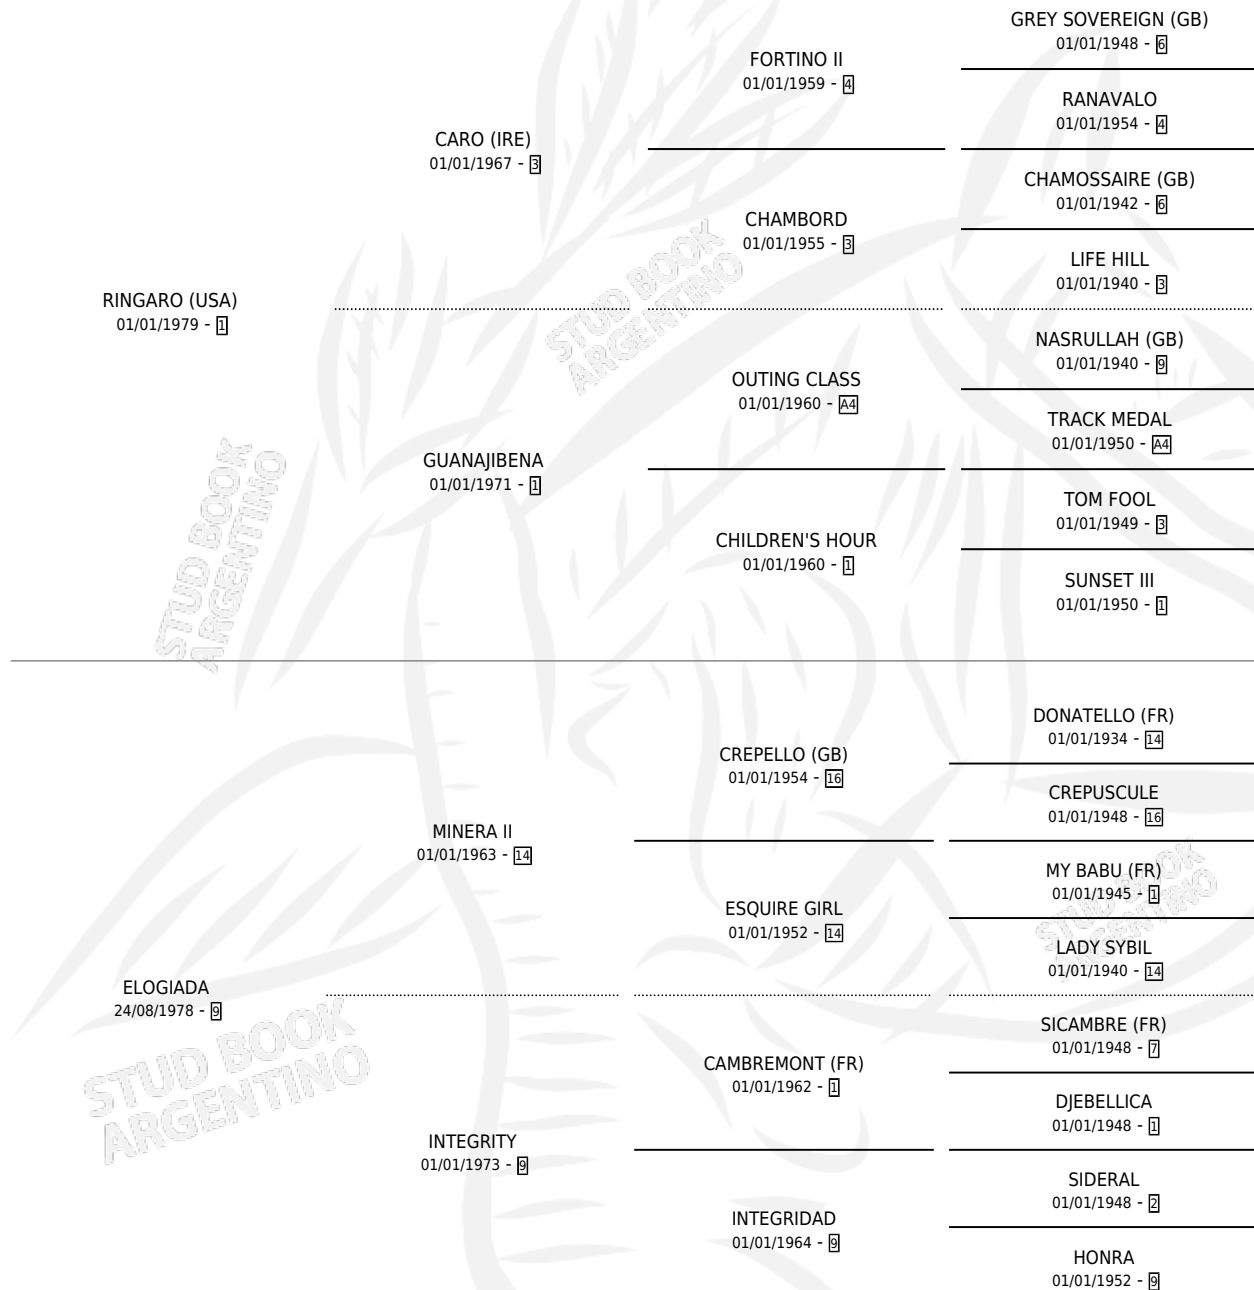 GREY SOVEREIGN (GB)
01/01/1948 - 6
FORTINO II
01/01/1959 - 4
RANAVALO
01/01/1954 - 4
CARO (IRE)
01/01/1967 - 3
CHAMOSSAIRE (GB)
01/01/1942 - 6
CHAMBORD
01/01/1955 - 3
LIFE HILL
01/01/1940 - 3
RINGARO (USA)
01/01/1979 - 1
NASRULLAH (GB)
01/01/1940 - 9
OUTING CLASS
01/01/1960 - A4
TRACK MEDAL
01/01/1950 - A4
GUANAJIBENA
01/01/1971 - 1
TOM FOOL
01/01/1949 - 3
CHILDREN'S HOUR
01/01/1960 - 1
SUNSET III
01/01/1950 - 1
DONATELLO (FR)
01/01/1934 - 14
CREPELLO (GB)
01/01/1954 - 16
CREPUSCULE
01/01/1948 - 16
MINERA II
01/01/1963 - 14
MY BABU (FR)
01/01/1945 - 1
ESQUIRE GIRL
01/01/1952 - 14
LADY SYBIL
01/01/1940 - 14
ELOGIADA
24/08/1978 - 9
SICAMBRE (FR)
01/01/1948 - 7
CAMBREMONT (FR)
01/01/1962 - 1
DJEBELLICA
01/01/1948 - 1
INTEGRITY
01/01/1973 - 9
SIDERAL
01/01/1948 - 2
INTEGRIDAD
01/01/1964 - 9
HONRA
01/01/1952 - 9
STUD BOOK
ARGENTINO
STUD BOOK
ARGENTINO
STUD BOOK
ARGENTINO
STUD BOOK
ARGENTINO